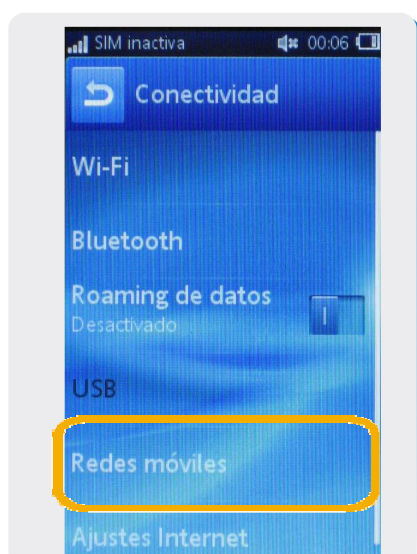 SIM inactiva 00:06
Conectividad
Wi-Fi
Bluetooth
Roaming de datos
Desactivado
USB
Redes móviles
Ajustes Internet